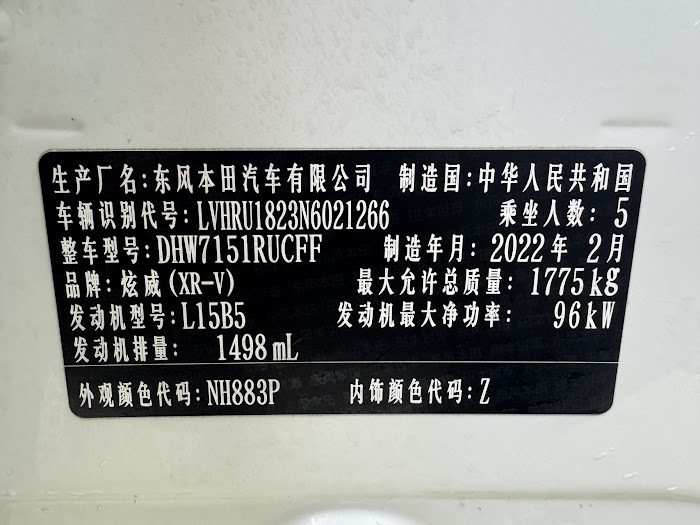 生产厂名:东风本田汽车有限公司 制造国:中华人民共和国
车辆识别代号:LVHRU1823N6021266 乘坐人数:5
整车型号:DHW7151RUCFF 制造年月:2022年 2月
品牌:炫威(XR-V) 最大允许总质量:1775kg
发动机型号:L15B5 发动机最大净功率: 96kW
发动机排量: 1498mL
外观颜色代码:NH883P 内饰颜色代码:Z